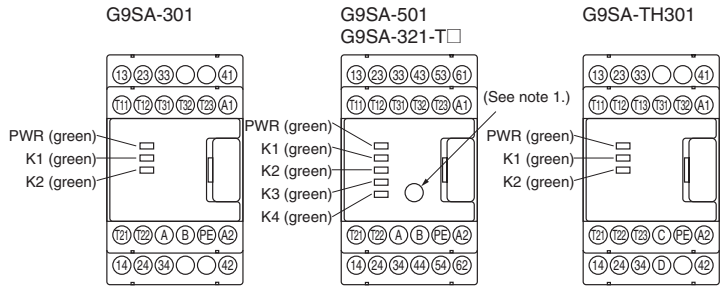 G9SA-301
13 23 33 41
T11 T12 T31 T32 T23 A1
PWR (green)
K1 (green)
K2 (green)
T21 T22 A B PE A2
14 24 34 42
G9SA-501
G9SA-321-T□
13 23 33 43 53 61
T11 T12 T31 T32 T23 A1
(See note 1.)
PWR (green)
K1 (green)
K2 (green)
K3 (green)
K4 (green)
T21 T22 A B PE A2
14 24 34 44 54 62
G9SA-TH301
13 23 33 41
T11 T12 T13 T31 T32 A1
PWR (green)
K1 (green)
K2 (green)
T21 T22 T23 C PE A2
14 24 34 D 42